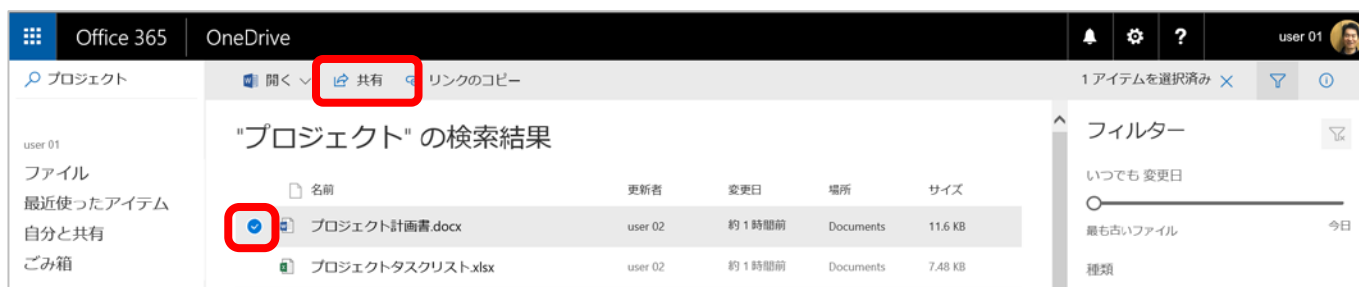 Office 365 OneDrive ? user 01
プロジェクト 開く 共有 リンクのコピー 1 アイテムを選択済み
"プロジェクト" の検索結果 フィルター
user 01
ファイル いつでも 変更日
名前 更新者 変更日 場所 サイズ
最近使ったアイテム
プロジェクト計画書.docx user 02 約 1 時間前 Documents 11.6 KB
自分と共有 最も古いファイル 今日
ごみ箱 プロジェクトタスクリスト.xlsx user 02 約 1 時間前 Documents 7.48 KB 種類